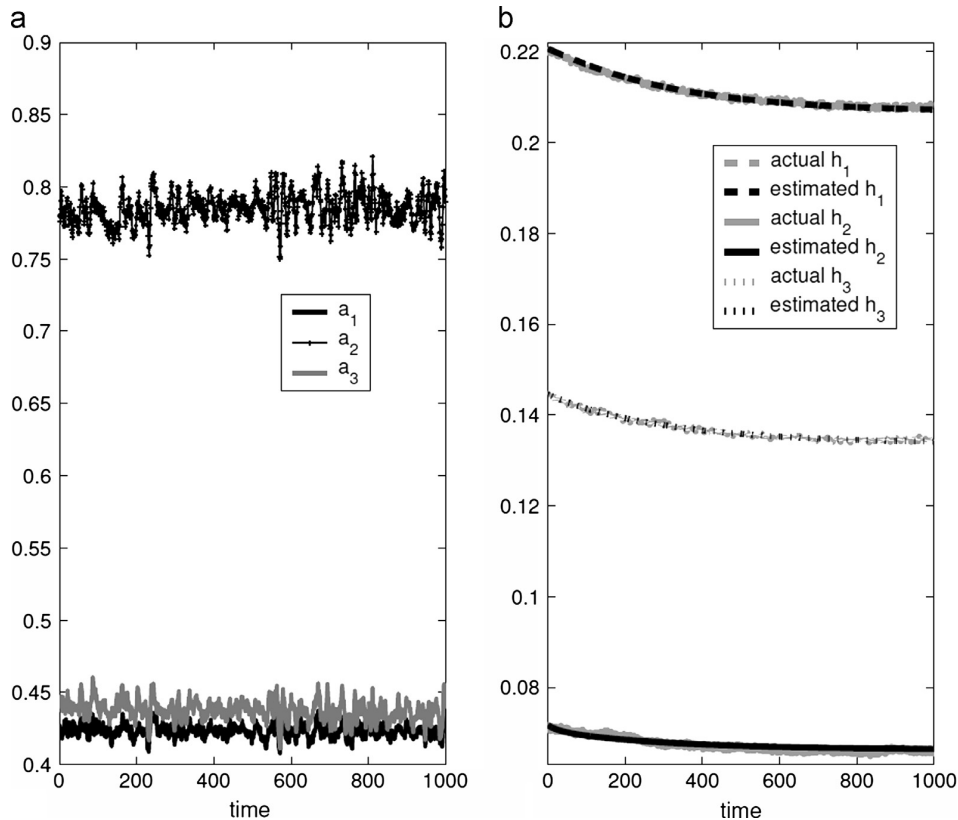 a
0.9
0.85
0.8
0.75
0.7
0.65
0.6
0.55
0.5
0.45
0.4
0 200 400 600 800 1000
time
a1
a2
a3
b
0.22
0.2
0.18
0.16
0.14
0.12
0.1
0.08
0 200 400 600 800 1000
time
actual h1
estimated h1
actual h2
estimated h2
actual h3
estimated h3